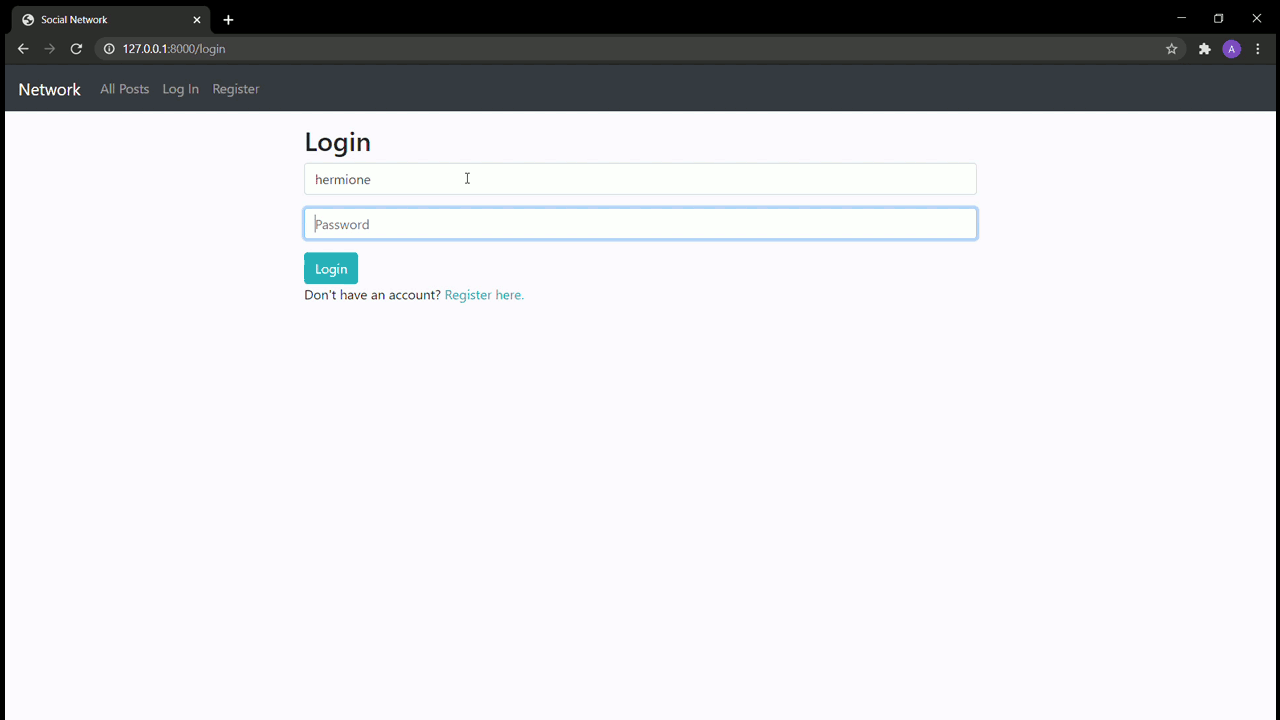 Social Network
127.0.0.1:8000/login
A
Network All Posts Log In Register
Login
hermione
Password
Login
Don't have an account? Register here.